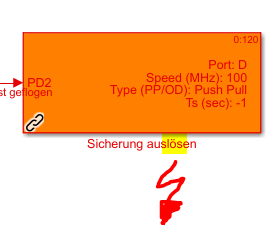 0:120
Port: D
Speed (MHz): 100
PD2
Type (PP/OD): Push Pull
st geflogen
Ts (sec): -1
Sicherung auslösen